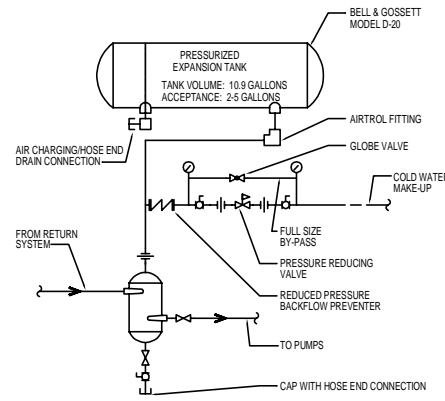 BELL & GOSSETT
MODEL D-20
PRESSURIZED
EXPANSION TANK
TANK VOLUME: 10.9 GALLONS
ACCEPTANCE: 2-5 GALLONS
AIRTROL FITTING
AIR CHARGING/HOSE END
DRAIN CONNECTION
GLOBE VALVE
COLD WATER
MAKE-UP
FULL SIZE
BY-PASS
FROM RETURN
SYSTEM
PRESSURE REDUCING
VALVE
REDUCED PRESSURE
BACKFLOW PREVENTER
TO PUMPS
CAP WITH HOSE END CONNECTION